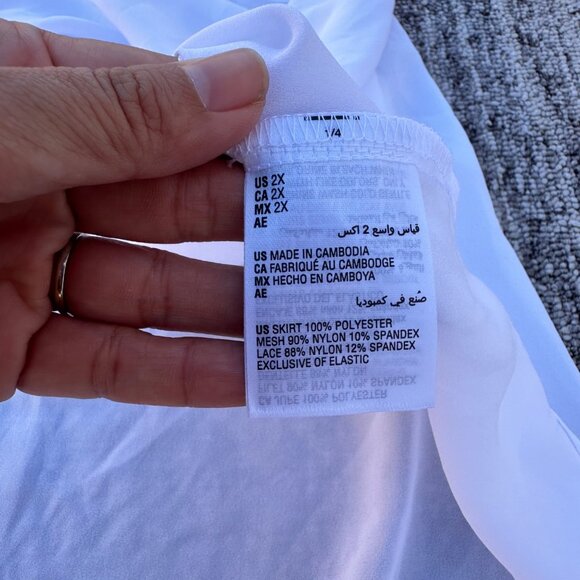 1/4
US 2X
CA 2X
MX 2X
AE
قياس واسع 2 اكس
US MADE IN CAMBODIA
CA FABRIQUÉ AU CAMBODGE
MX HECHO EN CAMBOYA
AE
صُنع في كمبوديا
US SKIRT 100% POLYESTER
MESH 90% NYLON 10% SPANDEX
LACE 88% NYLON 12% SPANDEX
EXCLUSIVE OF ELASTIC